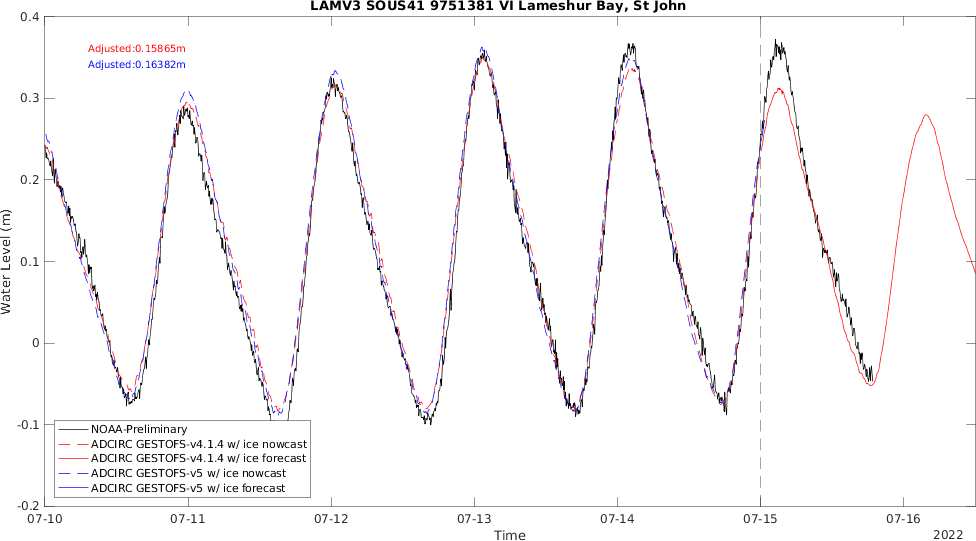 LAMV3 SOUS41 9751381 VI Lameshur Bay, St John
0.4
0.3
0.2
0.1
0
-0.1
-0.2
Water Level (m)
Adjusted:0.15865m
Adjusted:0.16382m
NOAA-Preliminary
ADCIRC GESTOFS-v4.1.4 w/ ice nowcast
ADCIRC GESTOFS-v4.1.4 w/ ice forecast
ADCIRC GESTOFS-v5 w/ ice nowcast
ADCIRC GESTOFS-v5 w/ ice forecast
07-10 07-11 07-12 07-13 07-14 07-15 07-16
Time
2022